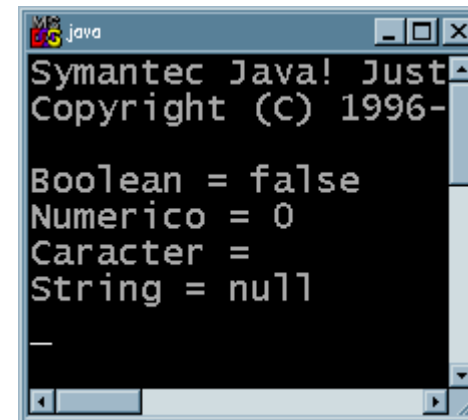 java
Symantec Java! Just
Copyright (C) 1996-
Boolean = false
Numerico = 0
Caracter =
String = null